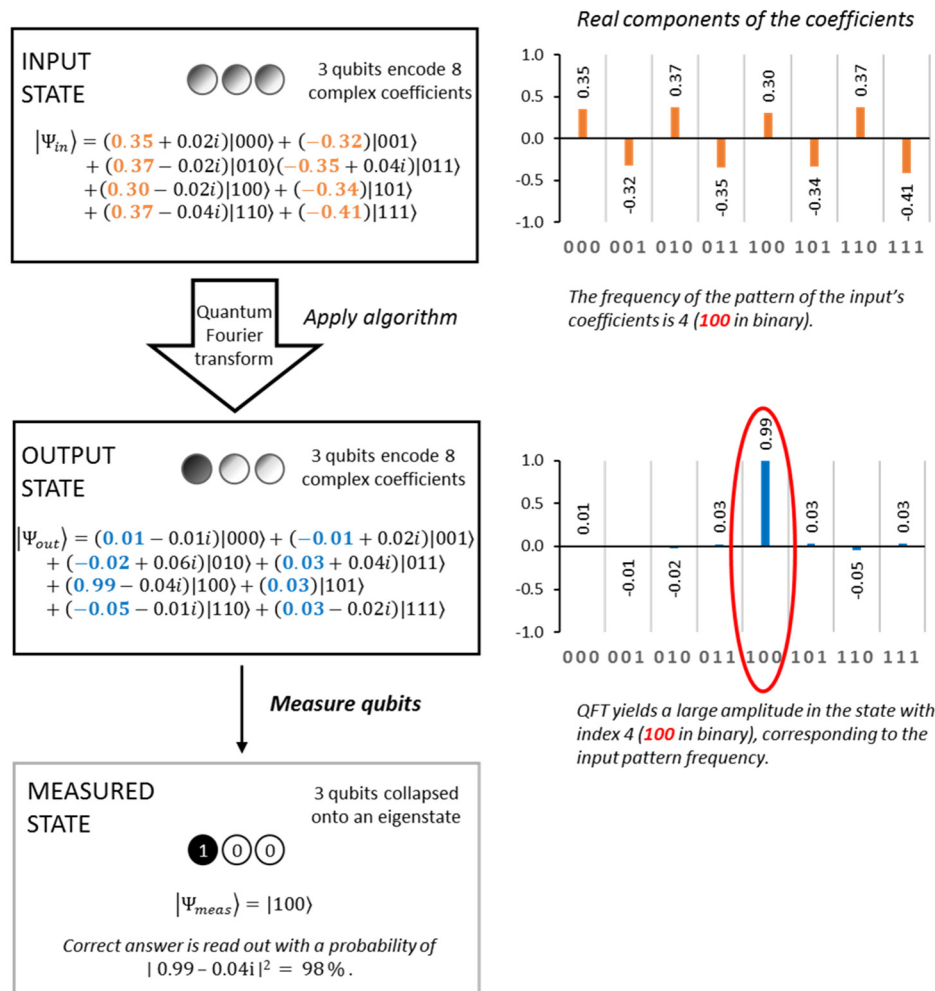 INPUT
STATE
3 qubits encode 8
complex coefficients
|Ψin⟩ = (0.35 + 0.02i)|000⟩ + (−0.32)|001⟩
+ (0.37 − 0.02i)|010⟩(−0.35 + 0.04i)|011⟩
+(0.30 − 0.02i)|100⟩ + (−0.34)|101⟩
+ (0.37 − 0.04i)|110⟩ + (−0.41)|111⟩
Real components of the coefficients
1.0
0.5
0.0
-0.5
-1.0
0.35
-0.32
0.37
-0.35
0.30
-0.34
0.37
-0.41
000 001 010 011 100 101 110 111
The frequency of the pattern of the input's
coefficients is 4 (100 in binary).
Quantum
Fourier
transform
Apply algorithm
OUTPUT
STATE
3 qubits encode 8
complex coefficients
|Ψout⟩ = (0.01 − 0.01i)|000⟩ + (−0.01 + 0.02i)|001⟩
+ (−0.02 + 0.06i)|010⟩ + (0.03 + 0.04i)|011⟩
+ (0.99 − 0.04i)|100⟩ + (0.03)|101⟩
+ (−0.05 − 0.01i)|110⟩ + (0.03 − 0.02i)|111⟩
1.0
0.5
0.0
-0.5
-1.0
0.01
-0.01
-0.02
0.03
0.99
0.03
-0.05
0.03
000 001 010 011 100 101 110 111
QFT yields a large amplitude in the state with
index 4 (100 in binary), corresponding to the
input pattern frequency.
Measure qubits
MEASURED
STATE
3 qubits collapsed
onto an eigenstate
1 0 0
|Ψmeas⟩ = |100⟩
Correct answer is read out with a probability of
| 0.99 – 0.04i |² = 98 % .